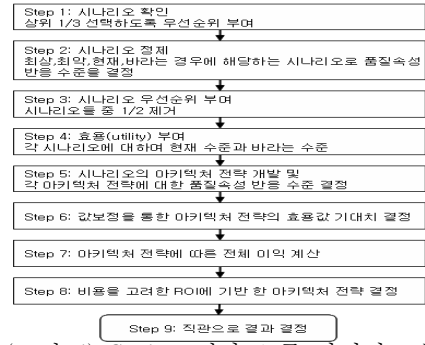 Step 1: 시나리오 확인
상위 1/3 선택하도록 우선순위 부여
Step 2: 시나리오 정제
최상,최악,현재,바라는 경우에 해당하는 시나리오로 품질속성
반응 수준을 결정
Step 3: 시나리오 우선순위 부여
시나리오들 중 1/2 제거
Step 4: 효용(utility) 부여
각 시나리오에 대하여 현재 수준과 바라는 수준
Step 5: 시나리오의 아키텍처 전략 개발 및
각 아키텍처 전략에 대한 품질속성 반응 수준 결정
Step 6: 값보정을 통한 아키텍처 전략의 효용값 기대치 결정
Step 7: 아키텍처 전략에 따른 전체 이익 계산
Step 8: 비용을 고려한 ROI에 기반 한 아키텍처 전략 결정
Step 9: 직관으로 결과 결정